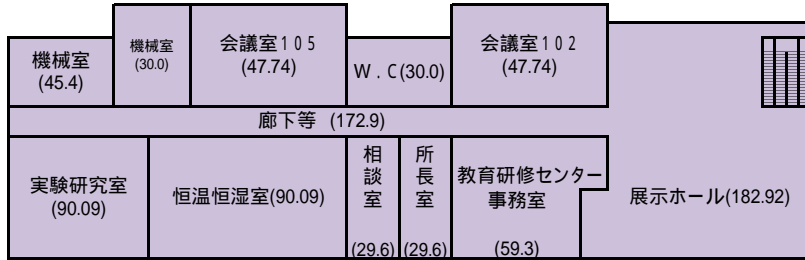 機械室
(45.4)
機械室
(30.0)
会議室105
(47.74)
W.C(30.0)
会議室102
(47.74)
廊下等 (172.9)
実験研究室
(90.09)
恒温恒湿室(90.09)
相談室
(29.6)
所長室
(29.6)
教育研修センター
事務室
(59.3)
展示ホール(182.92)